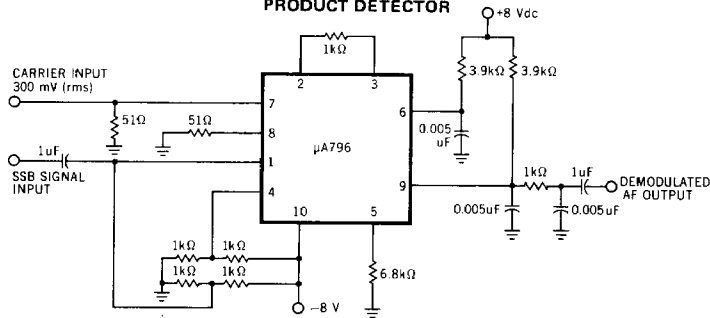 PRODUCT DETECTOR
+8 Vdc
1kΩ
3.9kΩ
3.9kΩ
CARRIER INPUT
300 mV (rms)
2
3
7
6
51Ω
51Ω
8
0.005
uF
1uF
1
µA796
SSB SIGNAL
INPUT
4
9
1kΩ
1uF
DEMODULATED
AF OUTPUT
10
5
0.005uF
0.005uF
1kΩ
1kΩ
1kΩ
1kΩ
6.8kΩ
−8 V